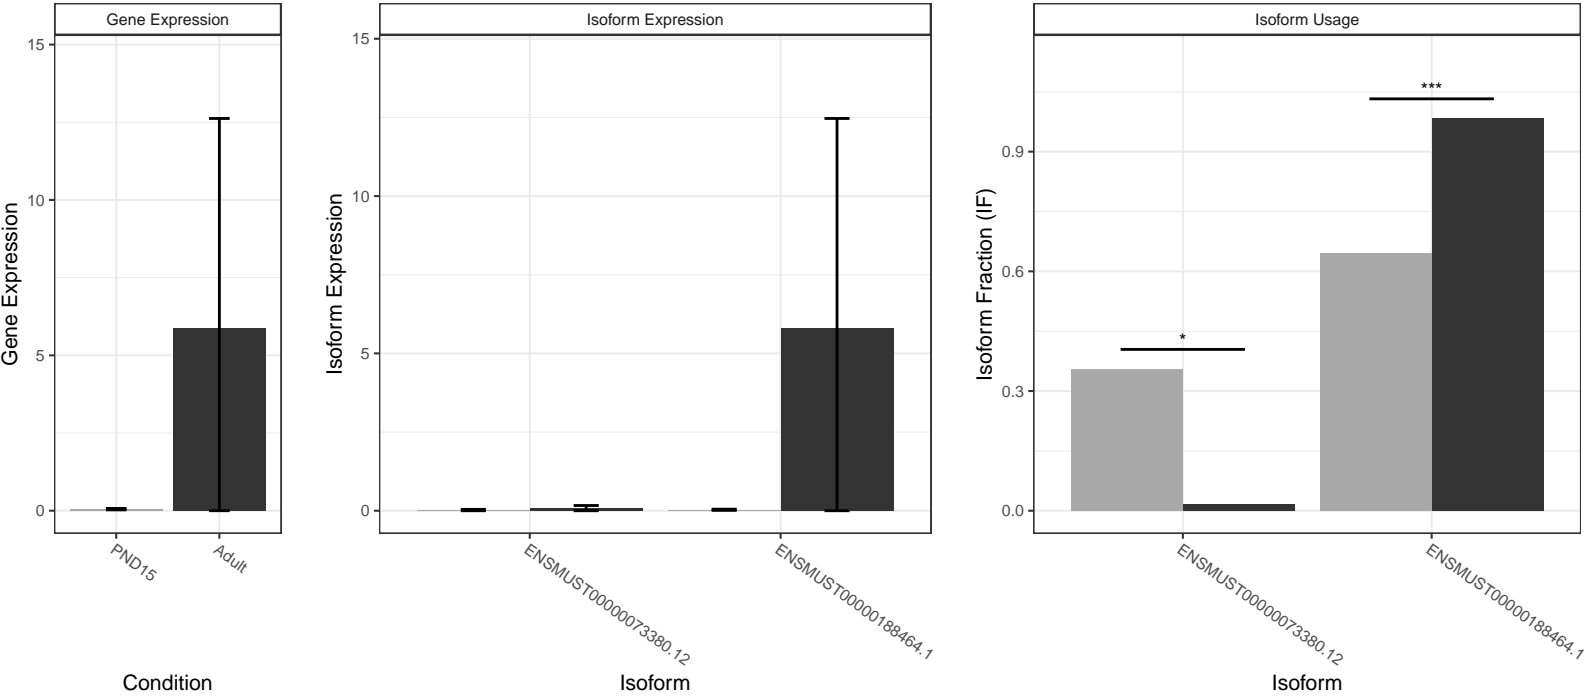 Gene Expression
15
10
5
0
Gene Expression
PND15
Adult
Condition
Isoform Expression
15
10
5
0
Isoform Expression
ENSMUST00000073380.12
ENSMUST00000188464.1
Isoform
Isoform Usage
***
*
0.9
0.6
0.3
0.0
Isoform Fraction (IF)
ENSMUST00000073380.12
ENSMUST00000188464.1
Isoform